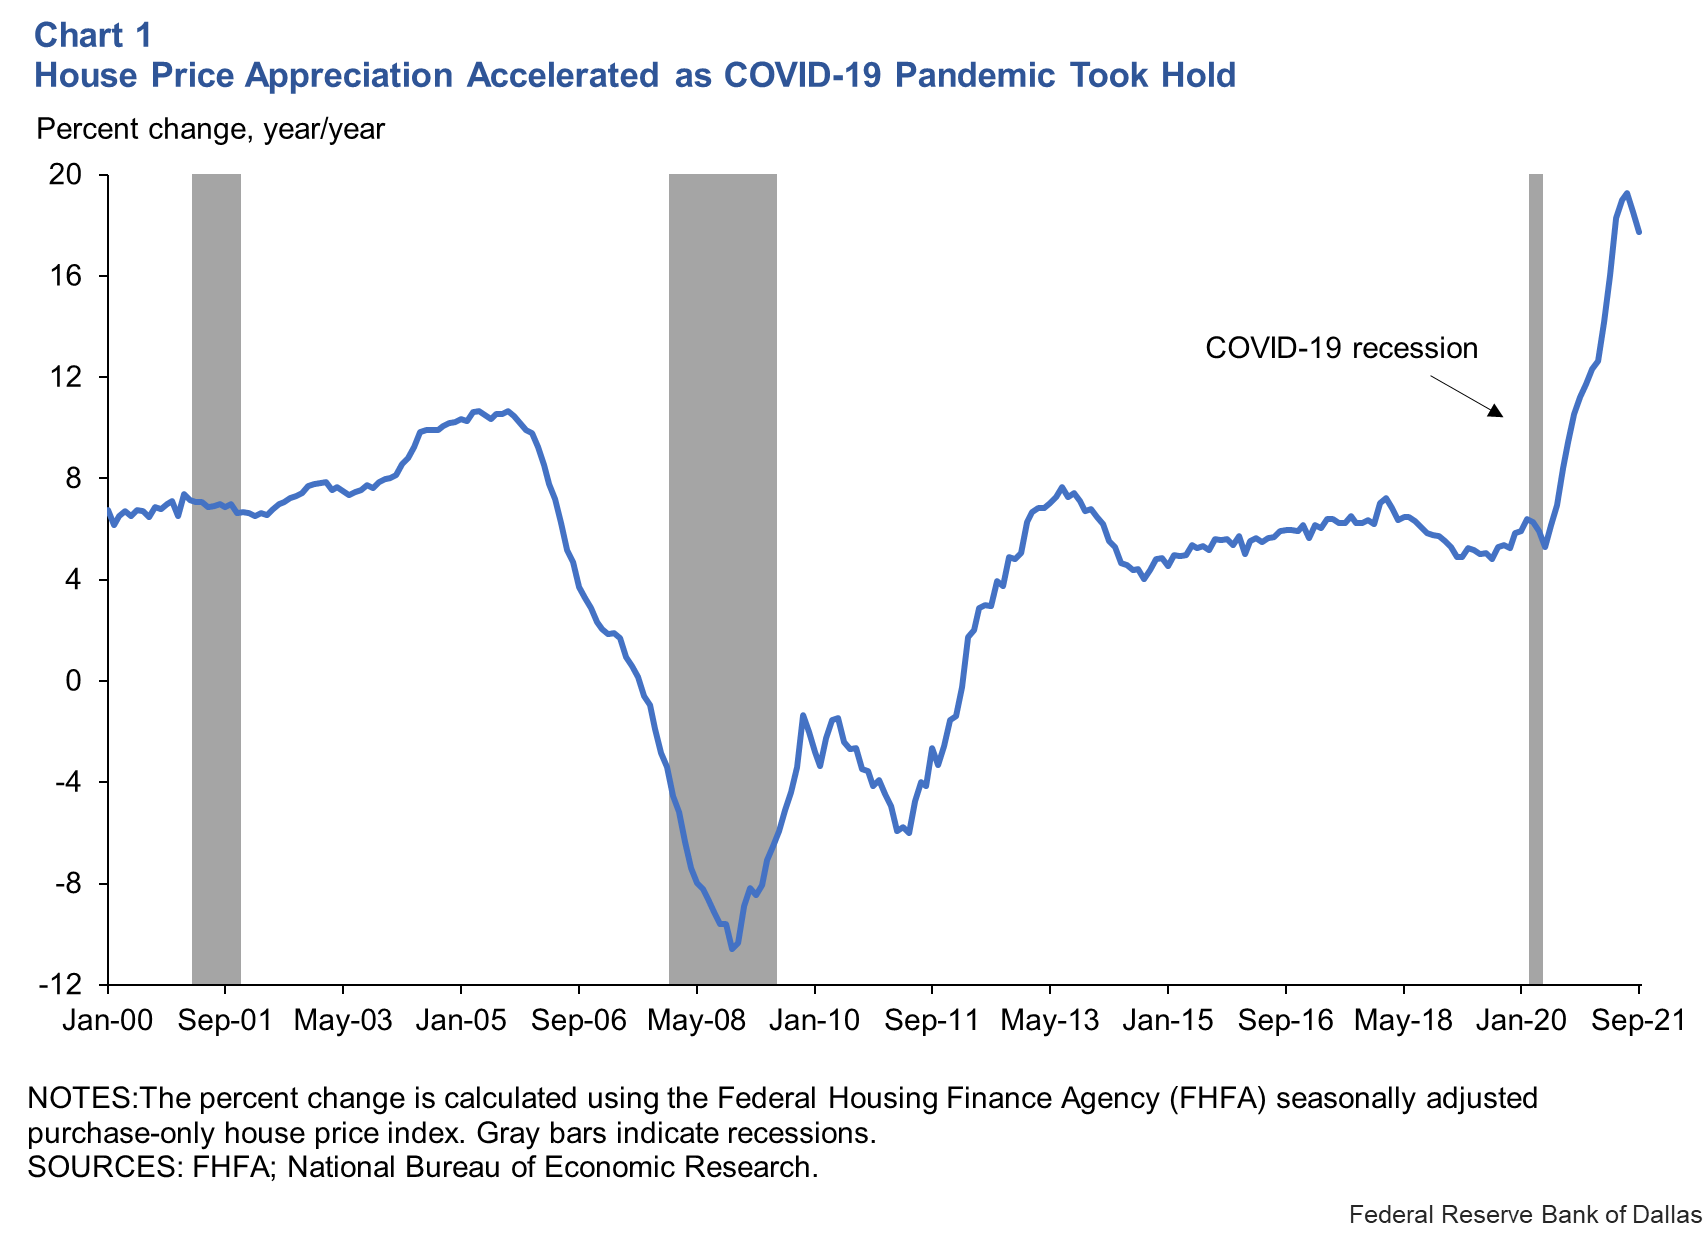 Chart 1
House Price Appreciation Accelerated as COVID-19 Pandemic Took Hold
Percent change, year/year
20
16
12
8
4
0
-4
-8
-12
COVID-19 recession
Jan-00 Sep-01 May-03 Jan-05 Sep-06 May-08 Jan-10 Sep-11 May-13 Jan-15 Sep-16 May-18 Jan-20 Sep-21
NOTES:The percent change is calculated using the Federal Housing Finance Agency (FHFA) seasonally adjusted
purchase-only house price index. Gray bars indicate recessions.
SOURCES: FHFA; National Bureau of Economic Research.
Federal Reserve Bank of Dallas